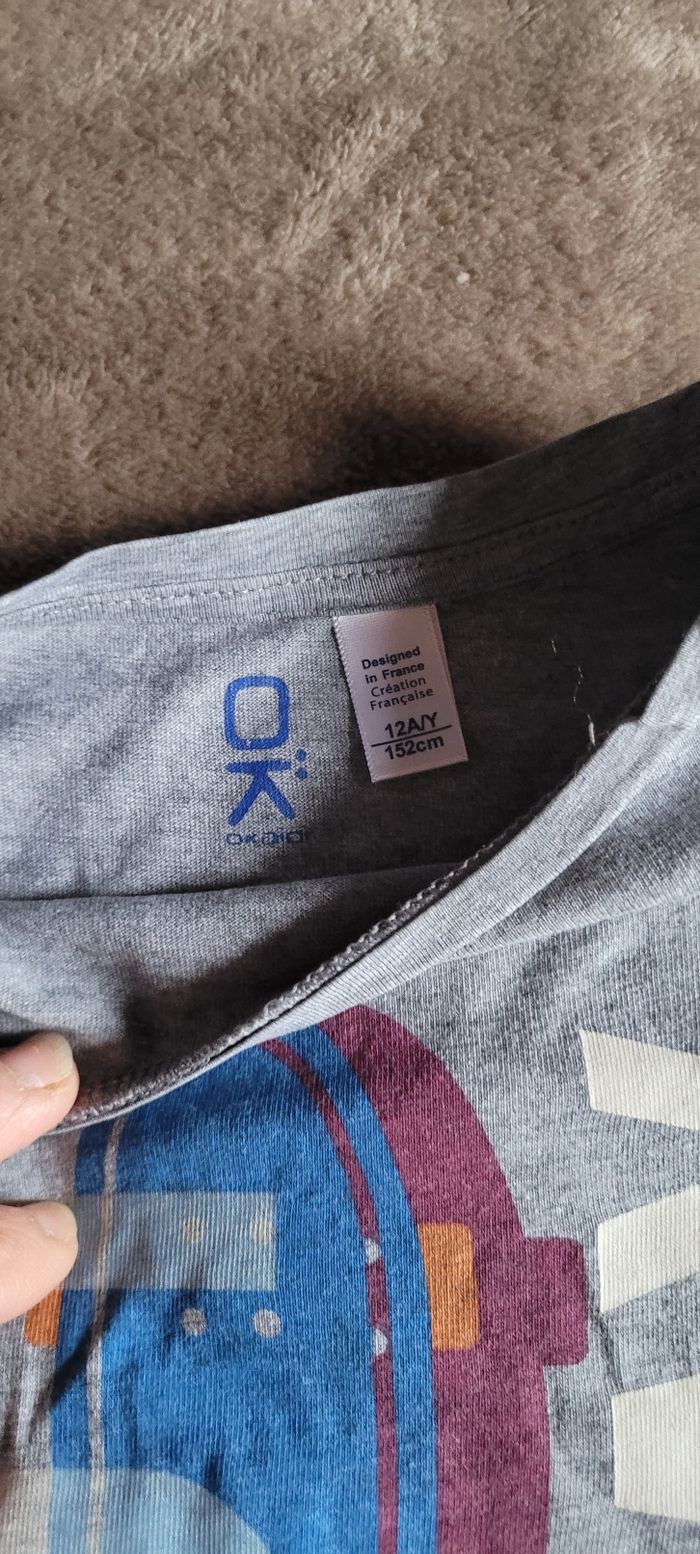 OK
OKAIDI
Designed
in France
Création
Française
12A/Y
152cm